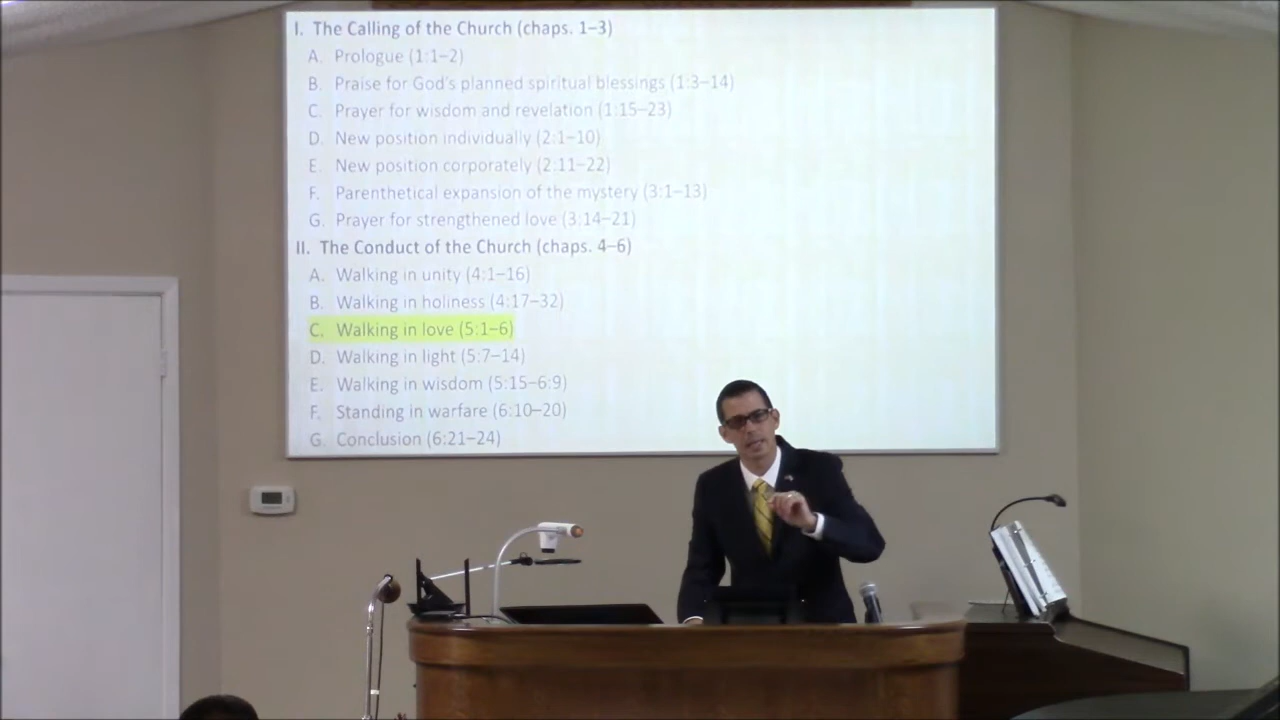 I. The Calling of the Church (chaps. 1–3)
A. Prologue (1:1–2)
B. Praise for God's planned spiritual blessings (1:3–14)
C. Prayer for wisdom and revelation (1:15–23)
D. New position individually (2:1–10)
E. New position corporately (2:11–22)
F. Parenthetical expansion of the mystery (3:1–13)
G. Prayer for strengthened love (3:14–21)
II. The Conduct of the Church (chaps. 4–6)
A. Walking in unity (4:1–16)
B. Walking in holiness (4:17–32)
C. Walking in love (5:1–6)
D. Walking in light (5:7–14)
E. Walking in wisdom (5:15–6:9)
F. Standing in warfare (6:10–20)
G. Conclusion (6:21–24)